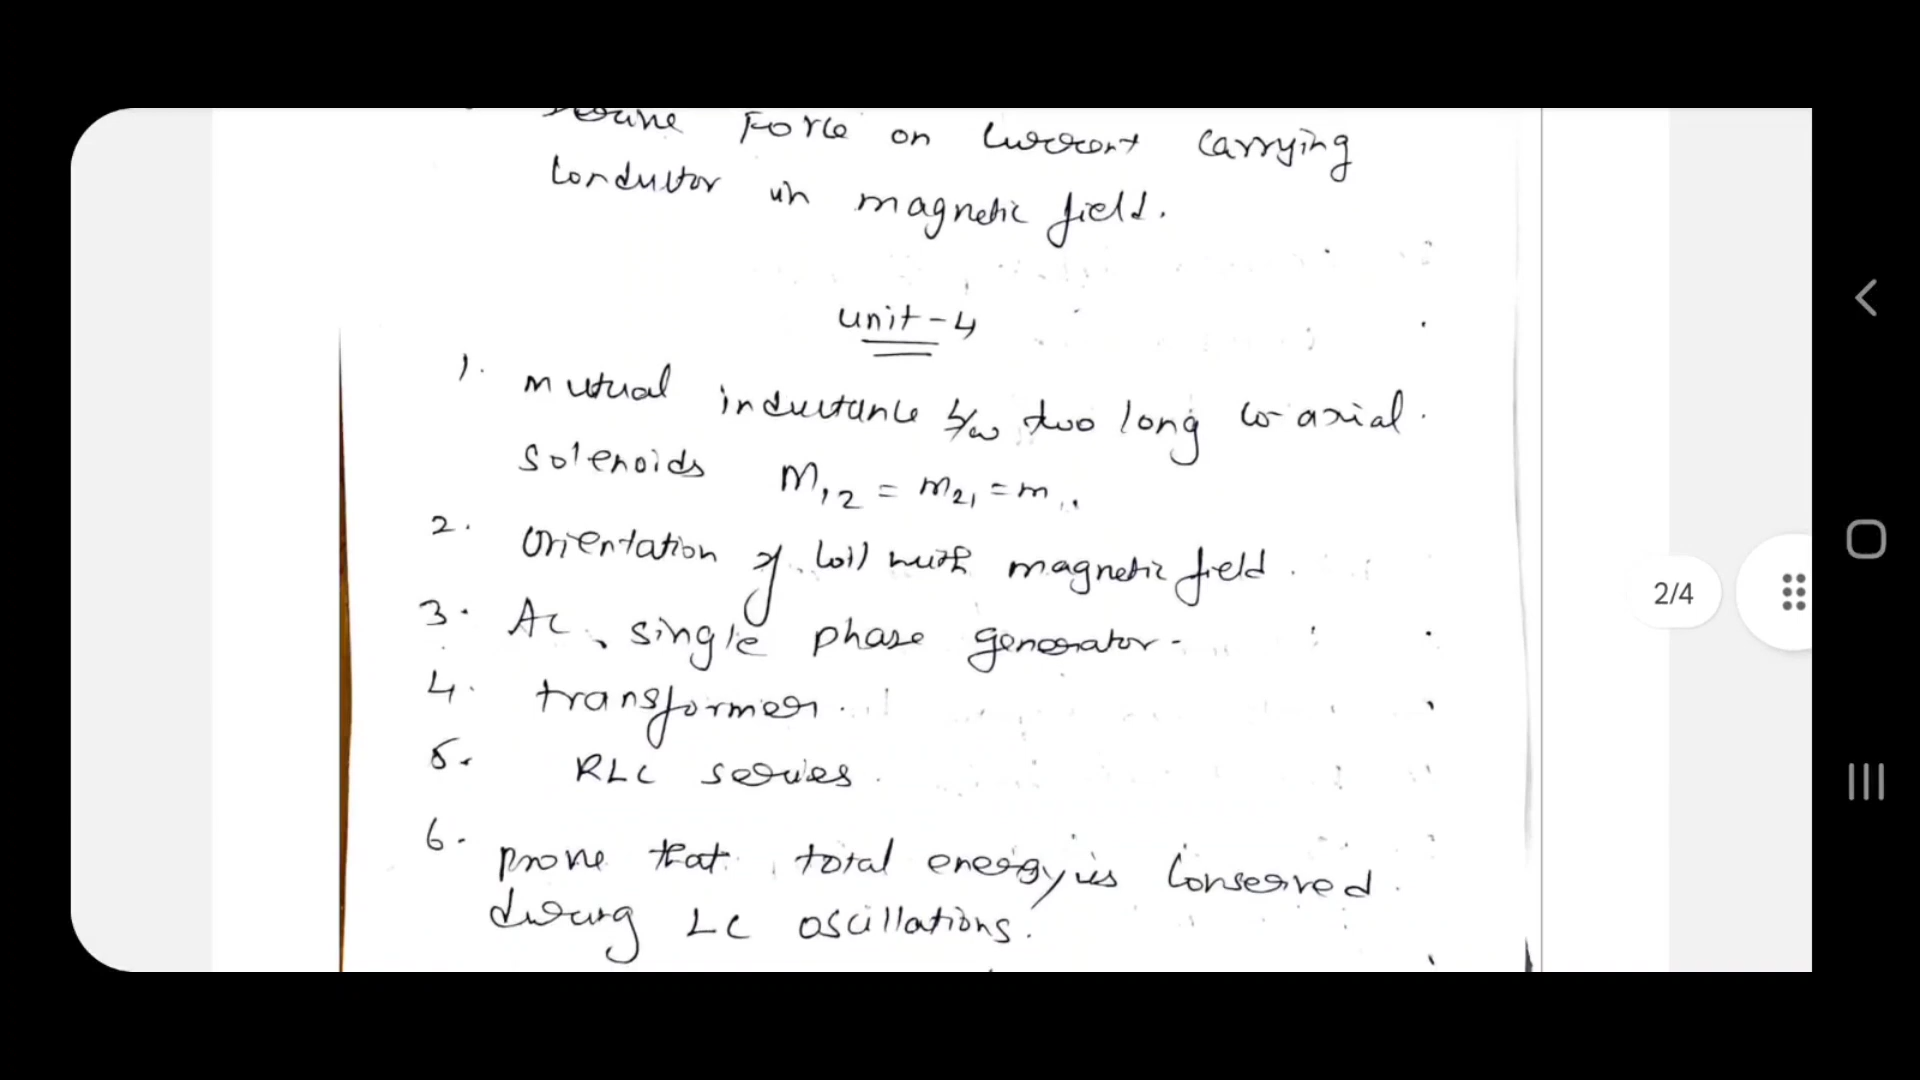 Force on Current Carrying
Conductor in magnetic field.
unit-4
1. mutual inductance b/w two long co-axial.
solenoids M12 = m21 = m
2. Orientation of coil with magnetic field.
3. AC single phase generator-
4. transformer.
5. RLC series.
6. prove that total energy is Conserved.
during LC oscillations.
2/4